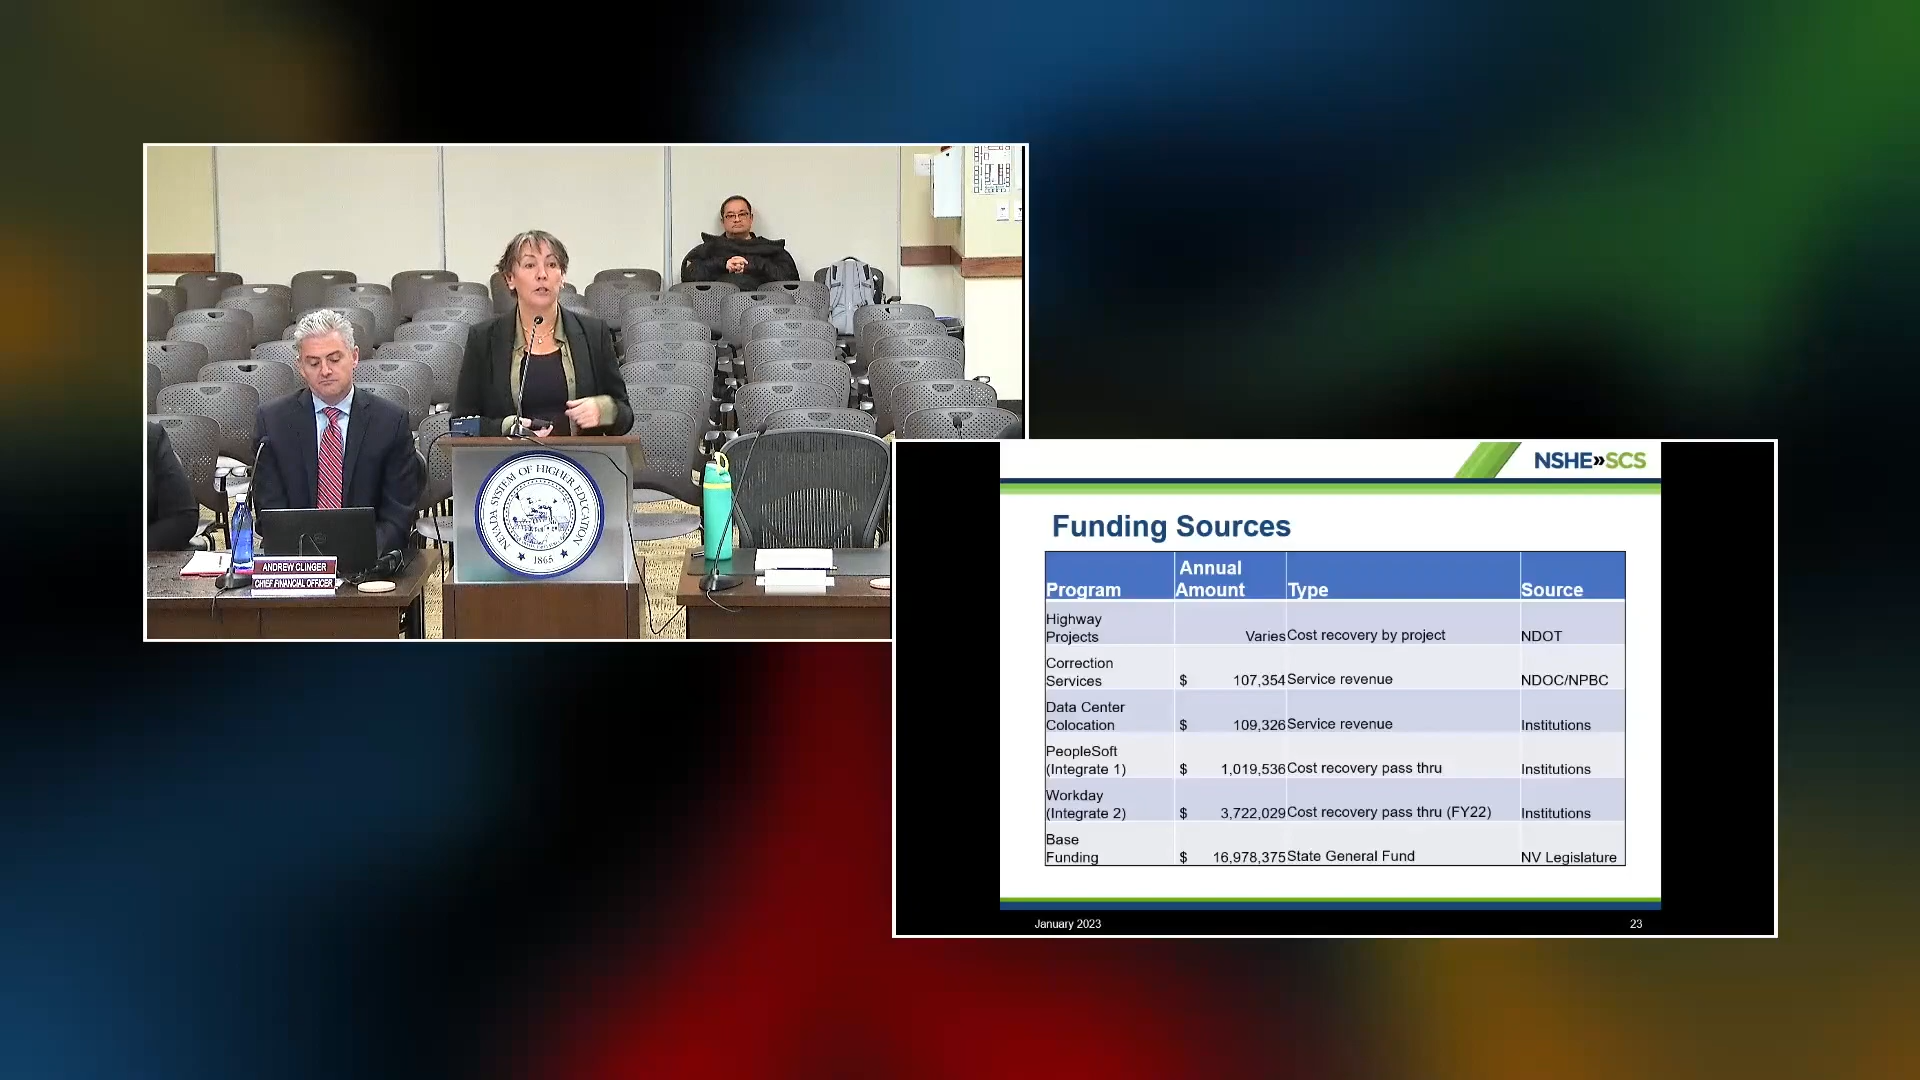 NEVADA SYSTEM OF HIGHER EDUCATION
1865
ANDREW CLINGER
CHIEF FINANCIAL OFFICER
NSHE»SCS
Funding Sources
Program Annual Amount Type Source
Highway Projects Varies Cost recovery by project NDOT
Correction Services $ 107,354 Service revenue NDOC/NPBC
Data Center Colocation $ 109,326 Service revenue Institutions
PeopleSoft (Integrate 1) $ 1,019,536 Cost recovery pass thru Institutions
Workday (Integrate 2) $ 3,722,029 Cost recovery pass thru (FY22) Institutions
Base Funding $ 16,978,375 State General Fund NV Legislature
January 2023 23